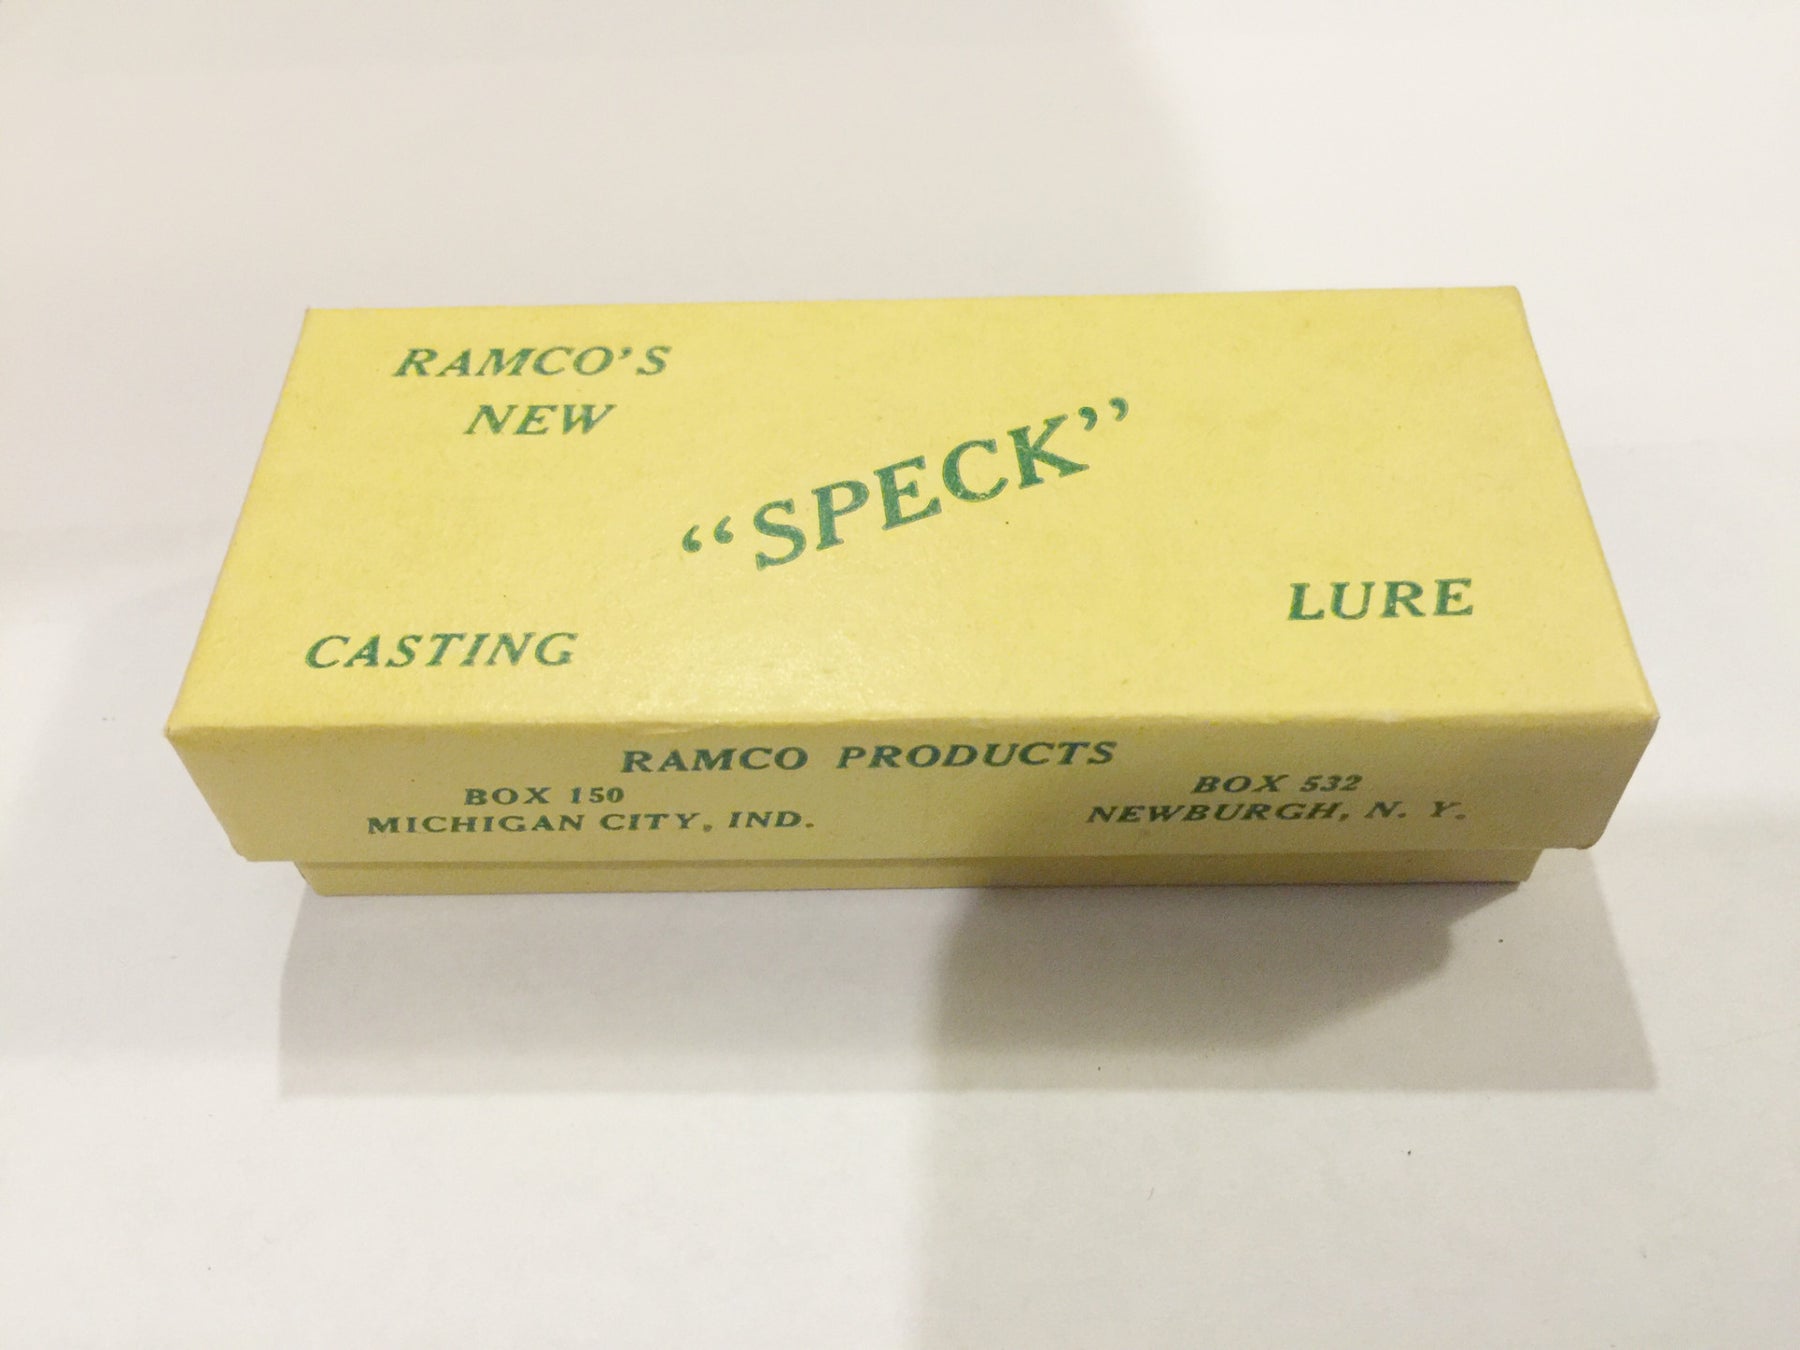 RAMCO'S
NEW
“SPECK”
CASTING
LURE
RAMCO PRODUCTS
BOX 150
MICHIGAN CITY, IND.
BOX 532
NEWBURGH, N. Y.